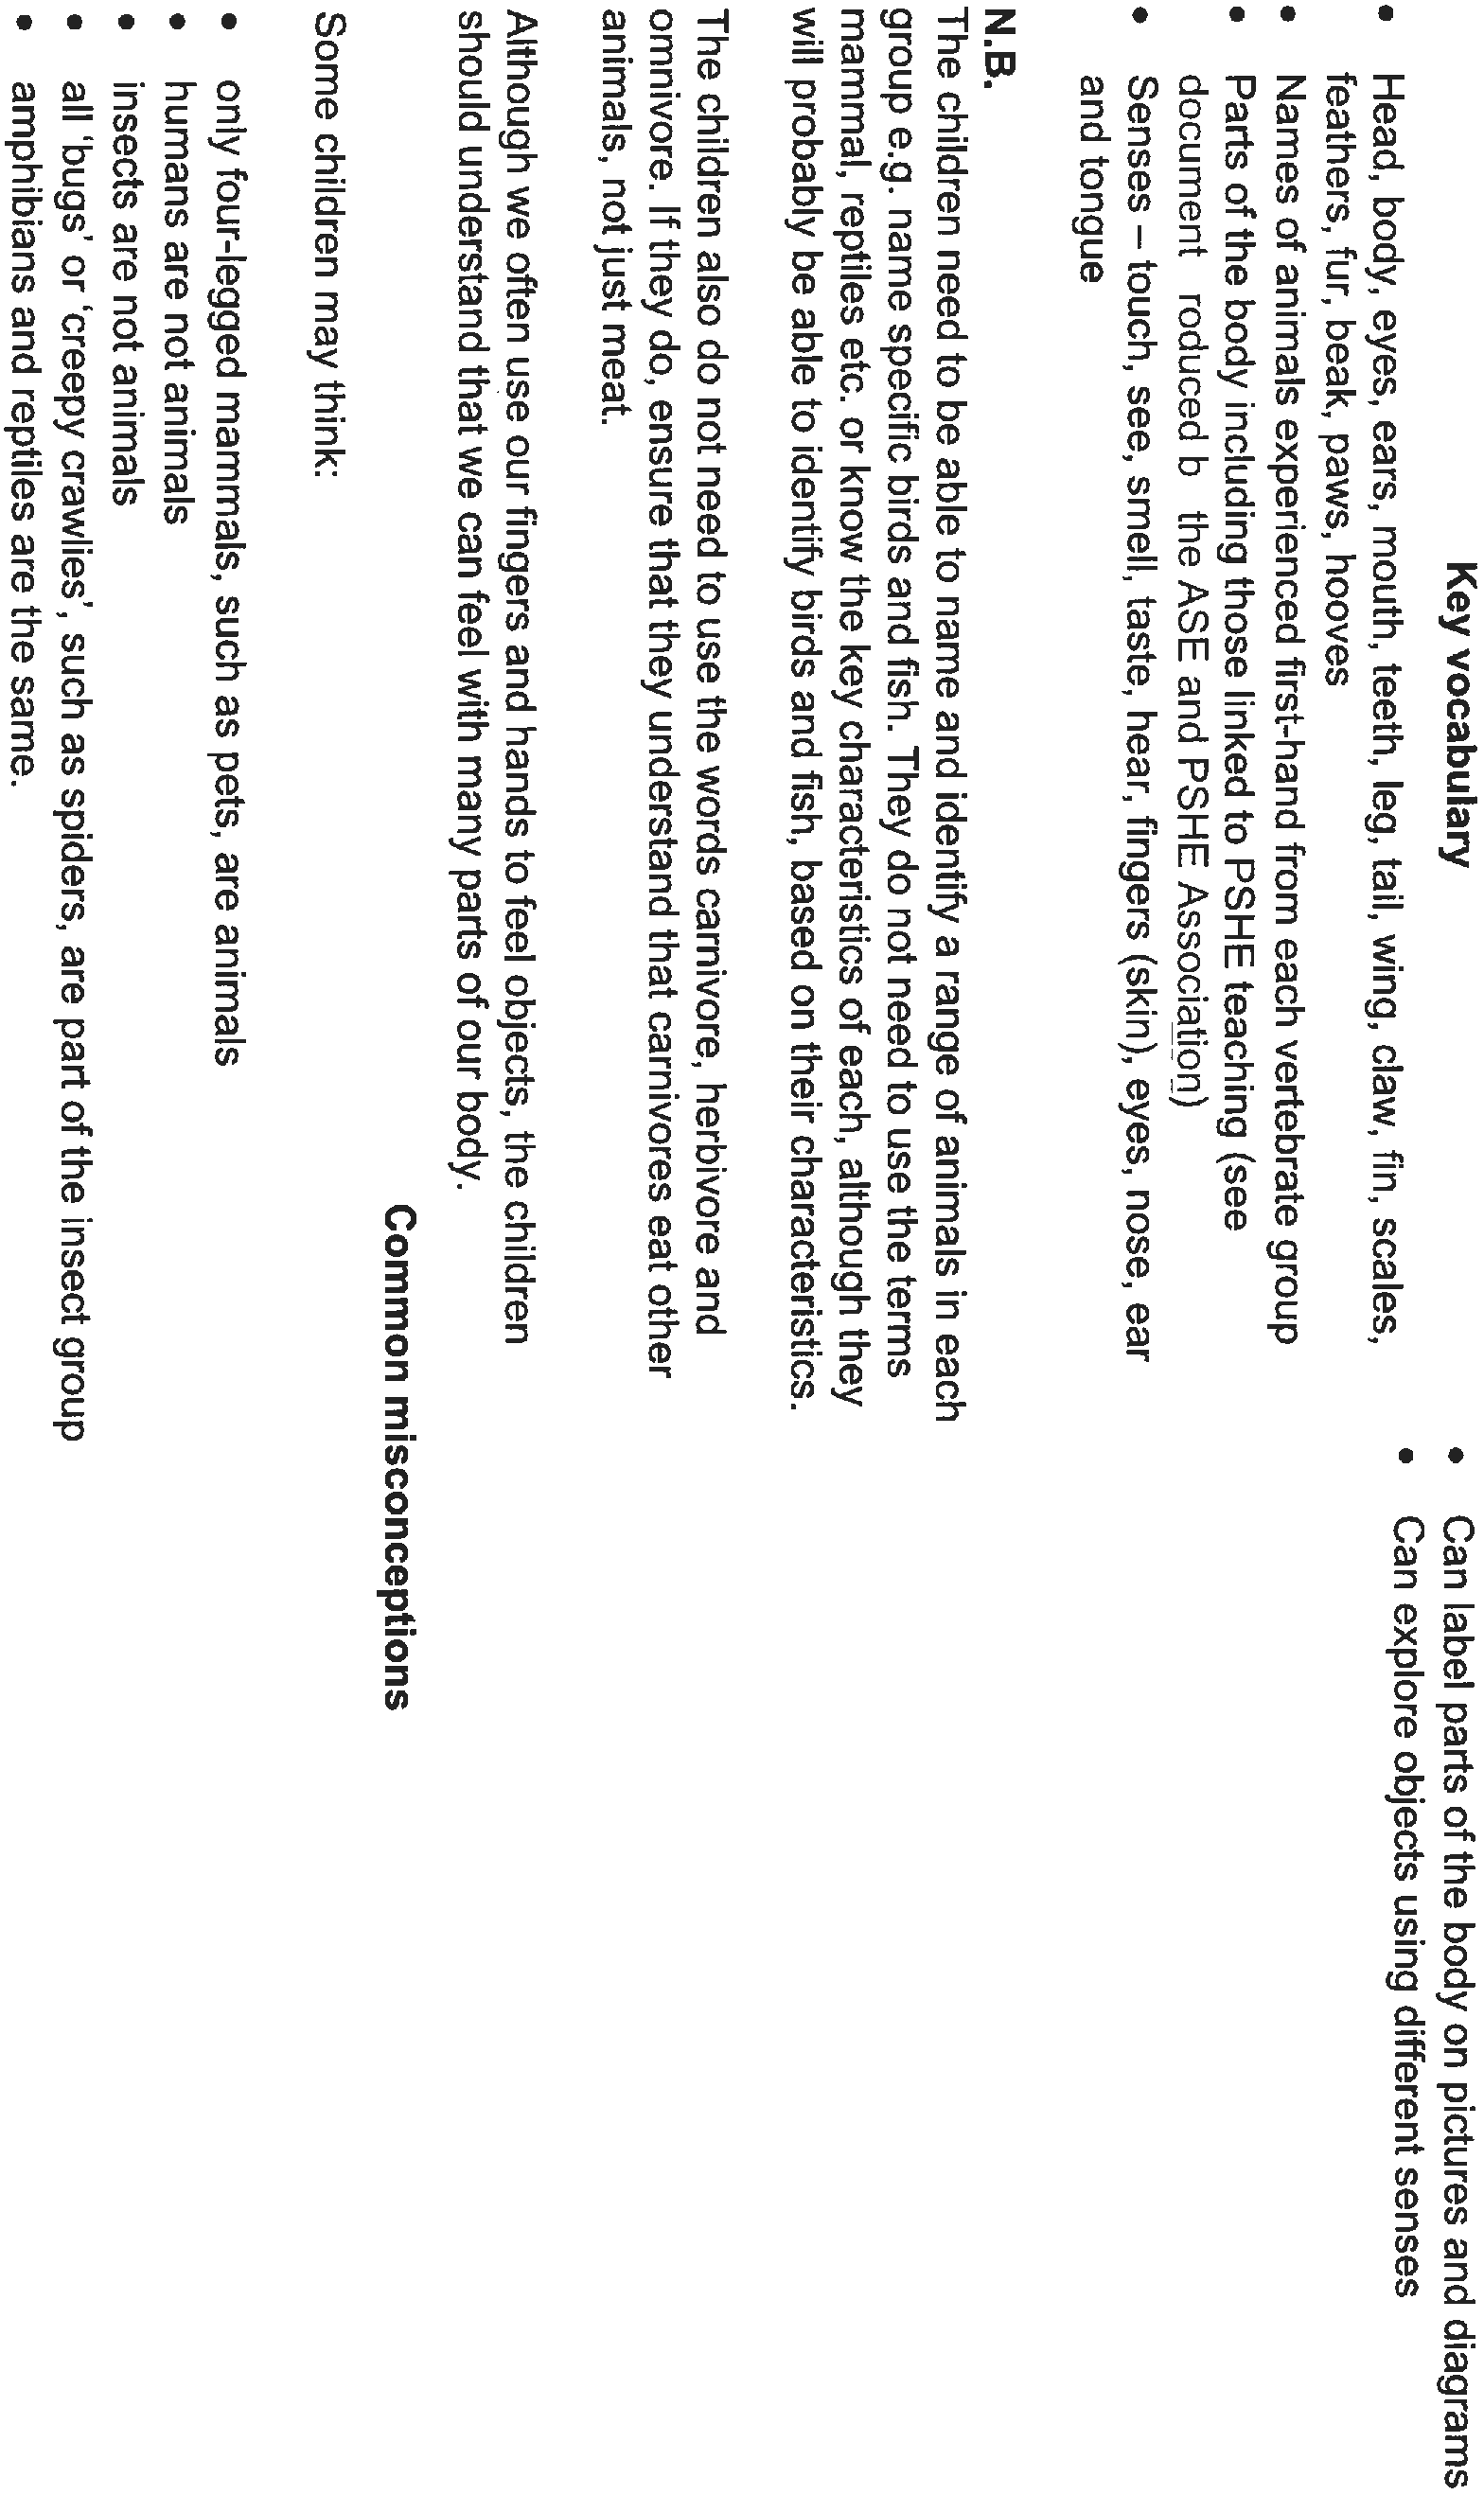 Key vocabulary
• Head, body, eyes, ears, mouth, teeth, leg, tail, wing, claw, fin, scales,
feathers, fur, beak, paws, hooves
• Names of animals experienced first-hand from each vertebrate group
• Parts of the body including those linked to PSHE teaching (see
document roduced b the ASE and PSHE Association)
• Senses – touch, see, smell, taste, hear, fingers (skin), eyes, nose, ear
and tongue
N.B.
The children need to be able to name and identify a range of animals in each
group e.g. name specific birds and fish. They do not need to use the terms
mammal, reptiles etc. or know the key characteristics of each, although they
will probably be able to identify birds and fish, based on their characteristics.
The children also do not need to use the words carnivore, herbivore and
omnivore. If they do, ensure that they understand that carnivores eat other
animals, not just meat.
Although we often use our fingers and hands to feel objects, the children
should understand that we can feel with many parts of our body.
• Can label parts of the body on pictures and diagrams
• Can explore objects using different senses
Common misconceptions
Some children may think:
• only four-legged mammals, such as pets, are animals
• humans are not animals
• insects are not animals
• all ‘bugs’ or ‘creepy crawlies’, such as spiders, are part of the insect group
• amphibians and reptiles are the same.